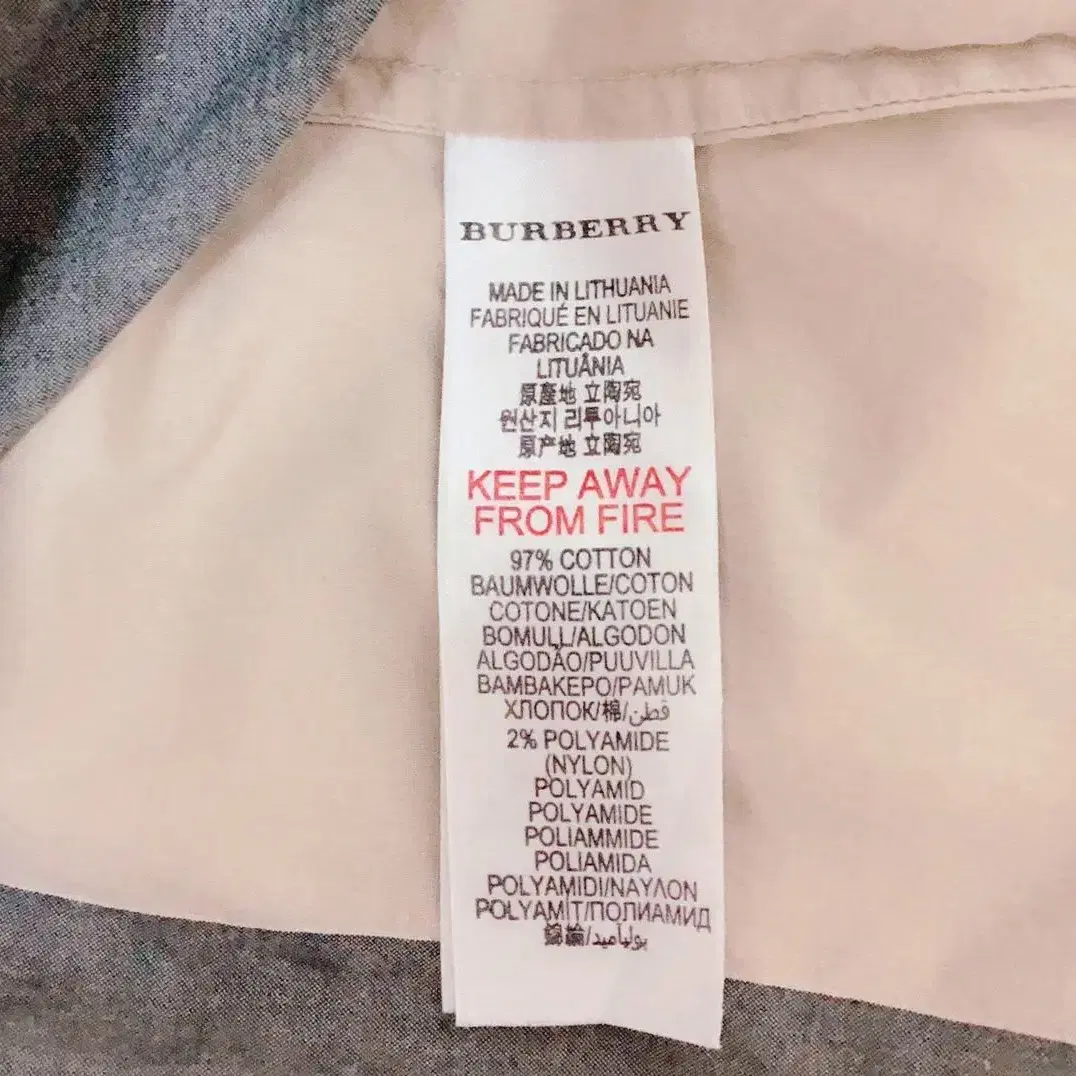 BURBERRY
MADE IN LITHUANIA
FABRIQUÉ EN LITUANIE
FABRICADO NA
LITUÂNIA
原產地 立陶宛
원산지 리투아니아
原产地 立陶宛
KEEP AWAY
FROM FIRE
97% COTTON
BAUMWOLLE/COTON
COTONE/KATOEN
BOMULL/ALGODON
ALGODÃO/PUUVILLA
BAMBAKEPO/PAMUK
ХЛОПОК/棉/قطن
2% POLYAMIDE
(NYLON)
POLYAMID
POLYAMIDE
POLIAMMIDE
POLIAMIDA
POLYAMIDI/ΝΑΥΛΟΝ
POLYAMIT/ПОЛИАМИД
錦綸/بولياميد